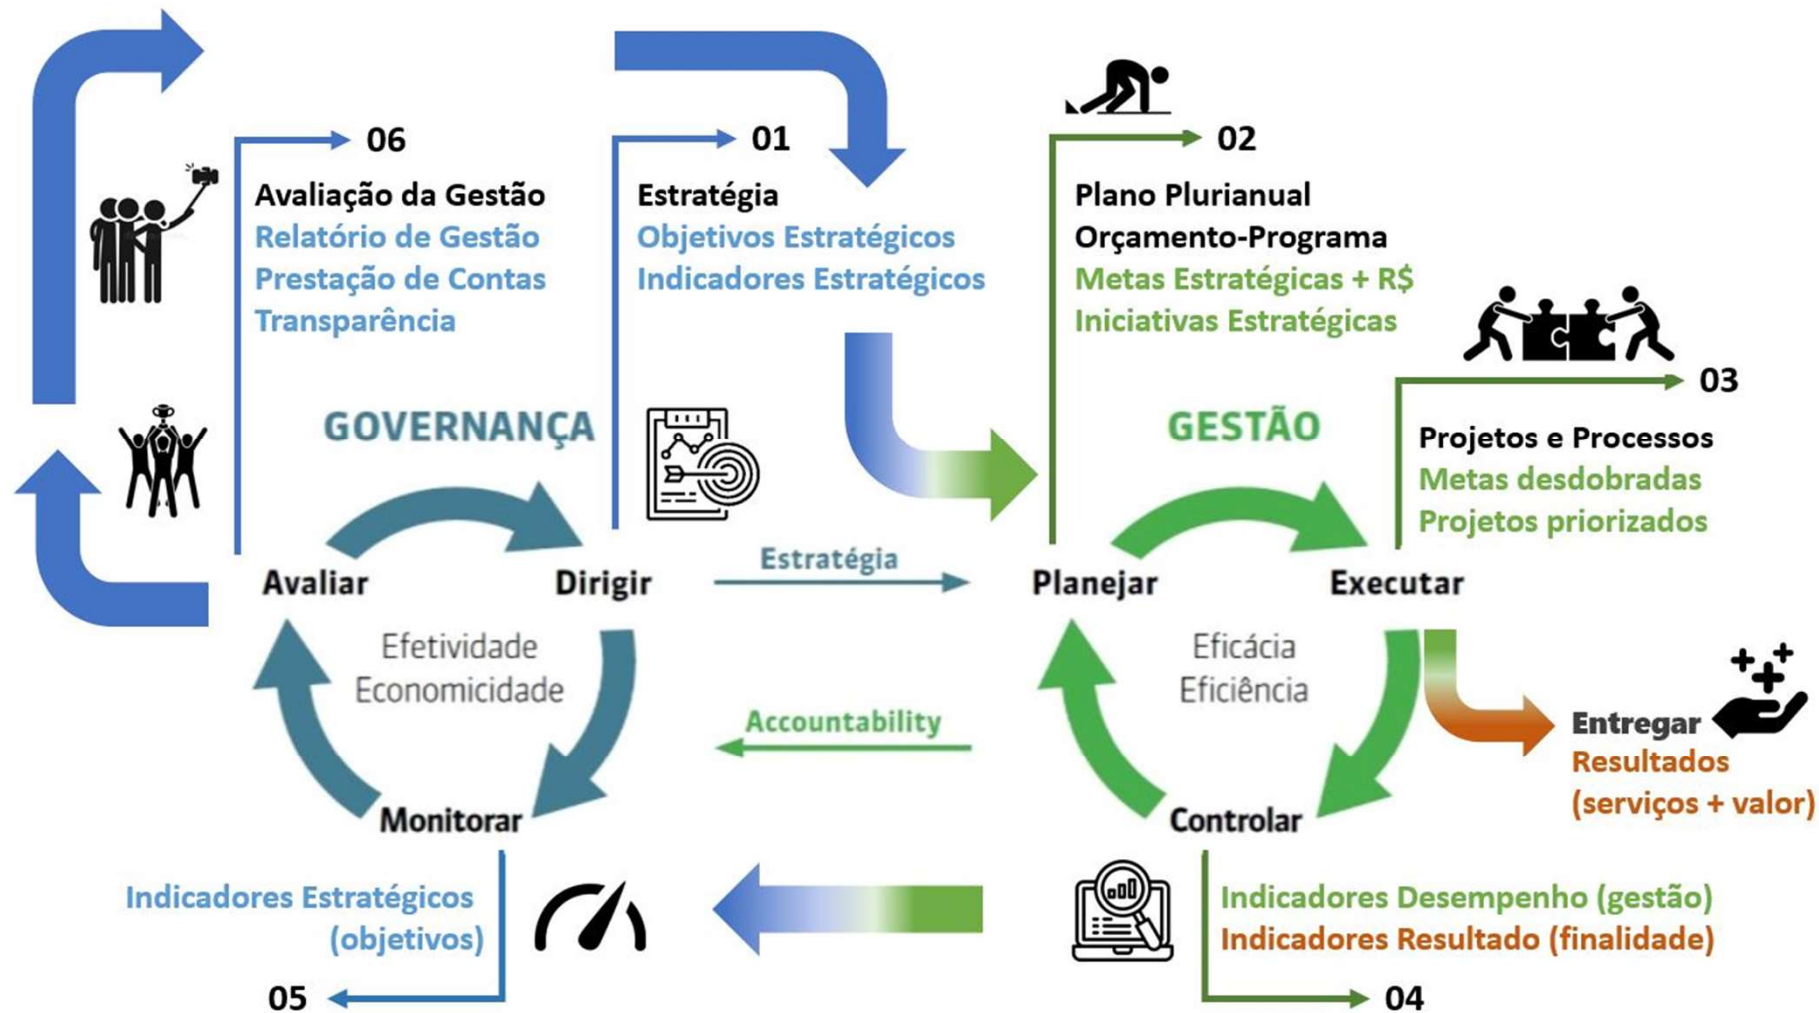 06
Avaliação da Gestão
Relatório de Gestão
Prestação de Contas
Transparência
01
Estratégia
Objetivos Estratégicos
Indicadores Estratégicos
02
Plano Plurianual
Orçamento-Programa
Metas Estratégicas + R$
Iniciativas Estratégicas
03
Projetos e Processos
Metas desdobradas
Projetos priorizados
GOVERNANÇA
Avaliar
Dirigir
Efetividade
Economicidade
Monitorar
Estratégia
Accountability
GESTÃO
Planejar
Executar
Eficácia
Eficiência
Controlar
Entregar
Resultados
(serviços + valor)
Indicadores Estratégicos
(objetivos)
05
Indicadores Desempenho (gestão)
Indicadores Resultado (finalidade)
04